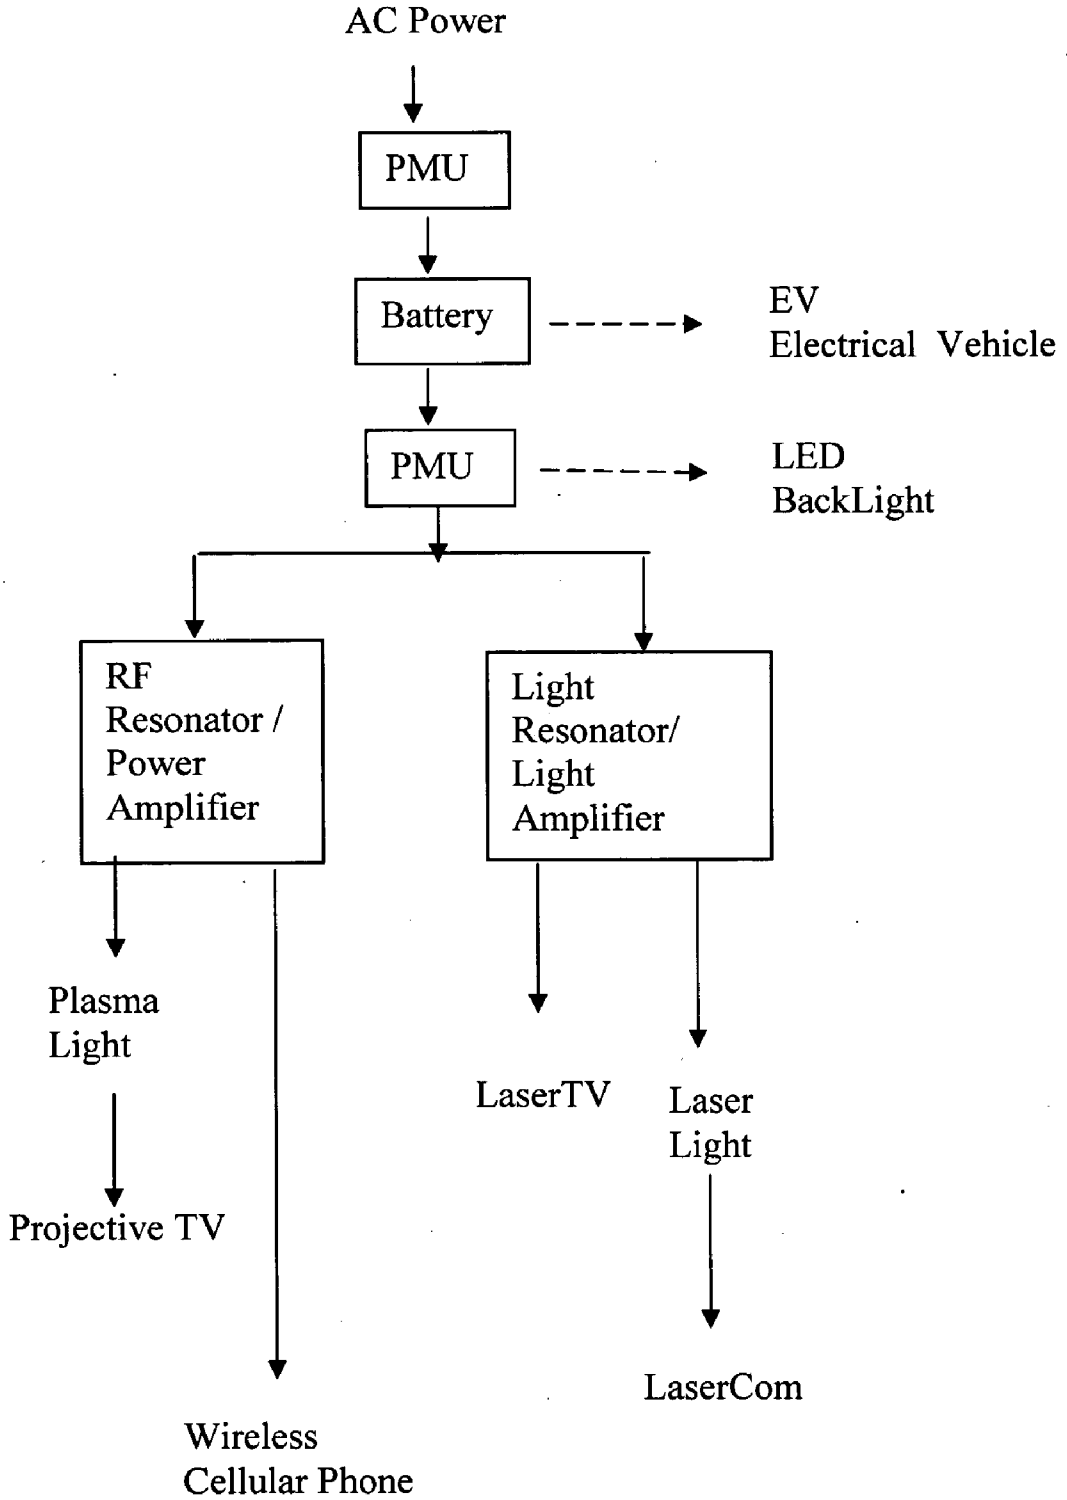 AC Power
PMU
Battery
EV
Electrical Vehicle
PMU
LED
BackLight
RF
Resonator /
Power
Amplifier
Light
Resonator/
Light
Amplifier
Plasma
Light
LaserTV
Laser
Light
Projective TV
LaserCom
Wireless
Cellular Phone